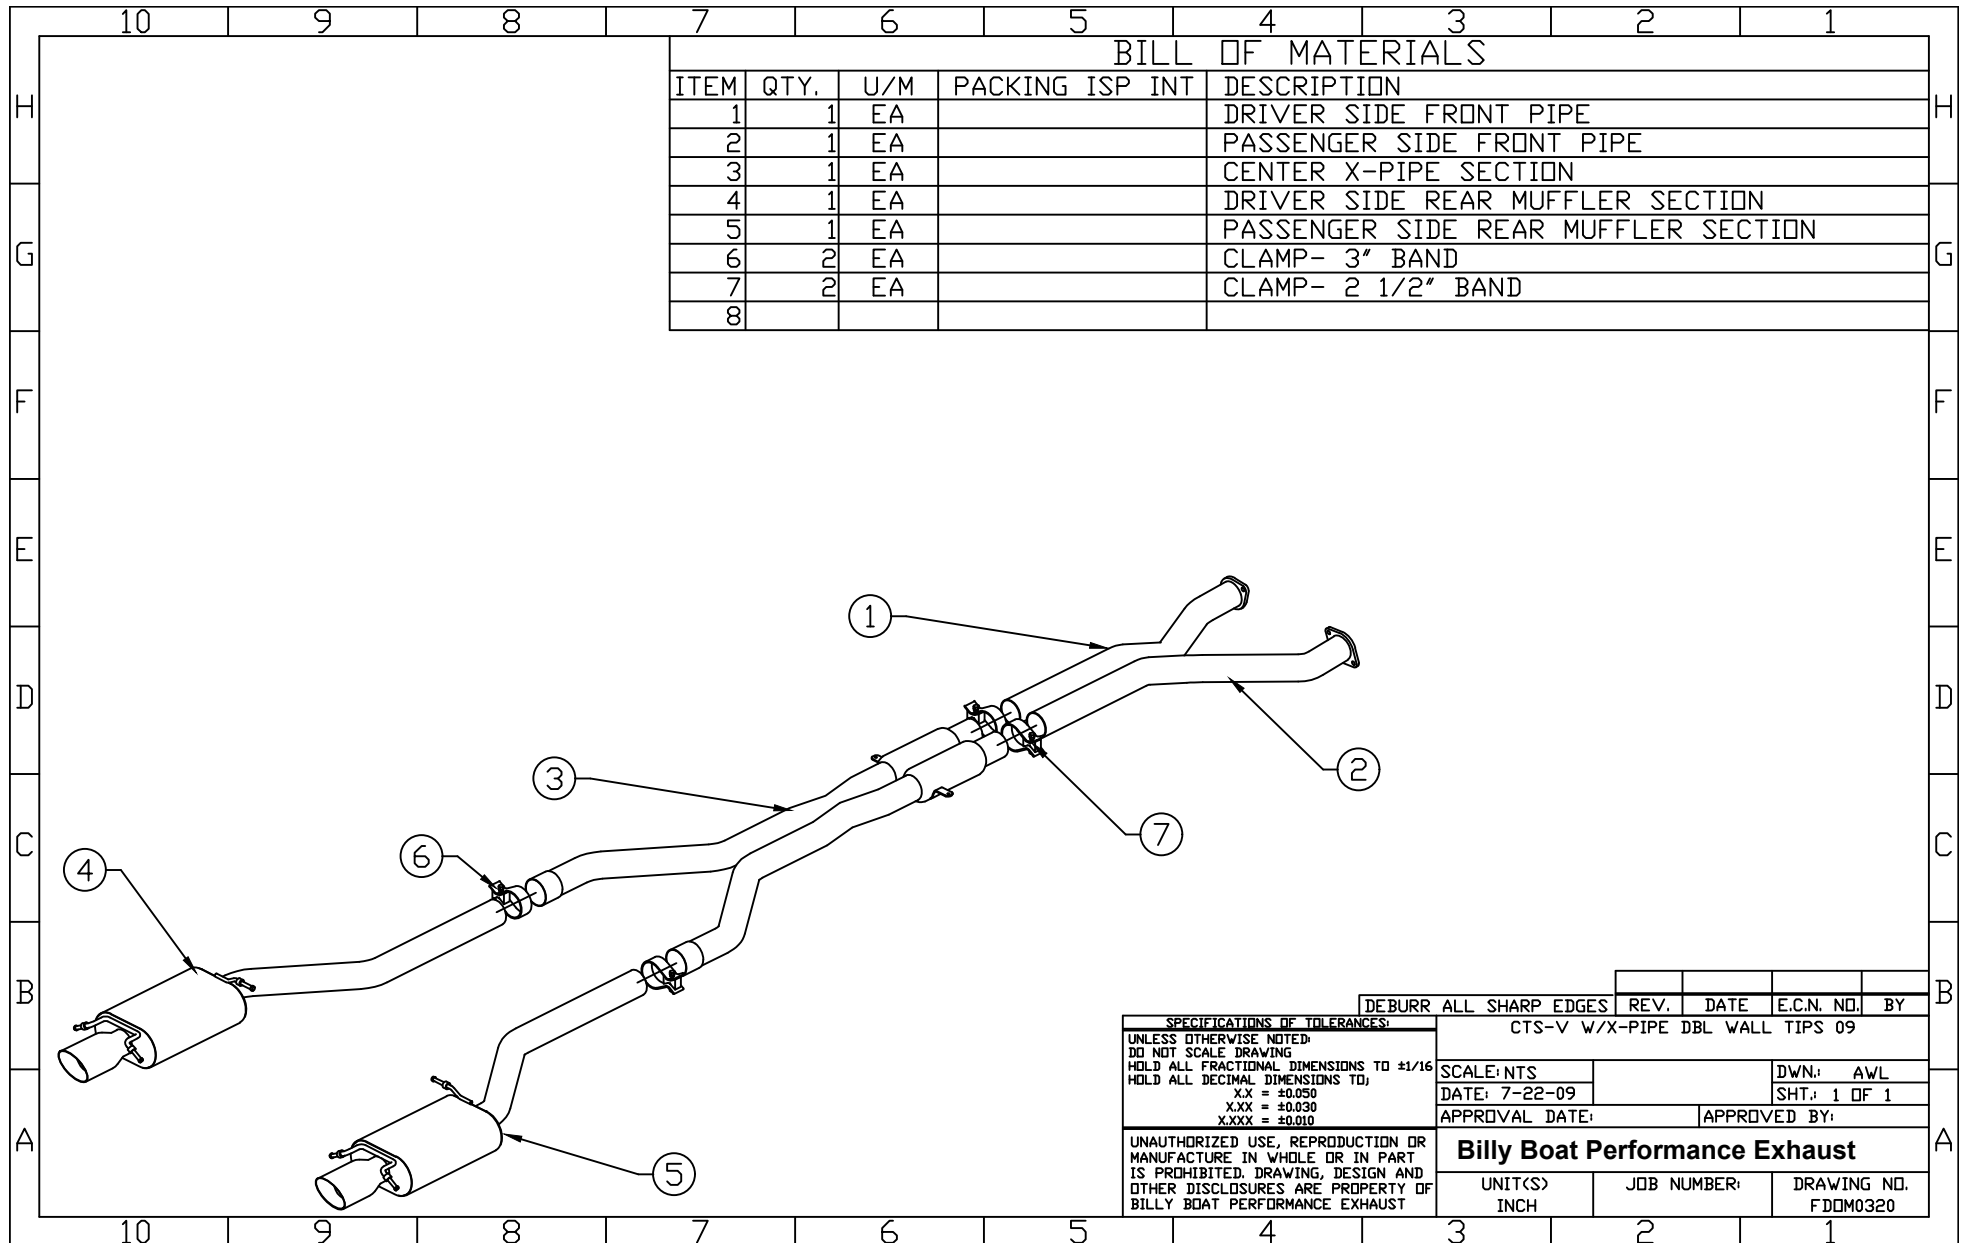 10 9 8 7 6 5 4 3 2 1
BILL OF MATERIALS
ITEM QTY. U/M PACKING ISP INT DESCRIPTION
1 1 EA DRIVER SIDE FRONT PIPE
2 1 EA PASSENGER SIDE FRONT PIPE
3 1 EA CENTER X-PIPE SECTION
4 1 EA DRIVER SIDE REAR MUFFLER SECTION
5 1 EA PASSENGER SIDE REAR MUFFLER SECTION
6 2 EA CLAMP- 3" BAND
7 2 EA CLAMP- 2 1/2" BAND
8
H H
G G
F F
E E
D D
C C
B B
A A
1
2
3
7
6
4
5
DEBURR ALL SHARP EDGES REV. DATE E.C.N. NO. BY
SPECIFICATIONS OF TOLERANCES:
UNLESS OTHERWISE NOTED:
DO NOT SCALE DRAWING
HOLD ALL FRACTIONAL DIMENSIONS TO ±1/16
HOLD ALL DECIMAL DIMENSIONS TO;
X.X = ±0.050
X.XX = ±0.030
X.XXX = ±0.010
UNAUTHORIZED USE, REPRODUCTION OR
MANUFACTURE IN WHOLE OR IN PART
IS PROHIBITED. DRAWING, DESIGN AND
OTHER DISCLOSURES ARE PROPERTY OF
BILLY BOAT PERFORMANCE EXHAUST
CTS-V W/X-PIPE DBL WALL TIPS 09
SCALE: NTS DWN.: AWL
DATE: 7-22-09 SHT.: 1 OF 1
APPROVAL DATE: APPROVED BY:
Billy Boat Performance Exhaust
UNIT(S) JOB NUMBER: DRAWING NO.
INCH FDOM0320
10 9 8 7 6 5 4 3 2 1